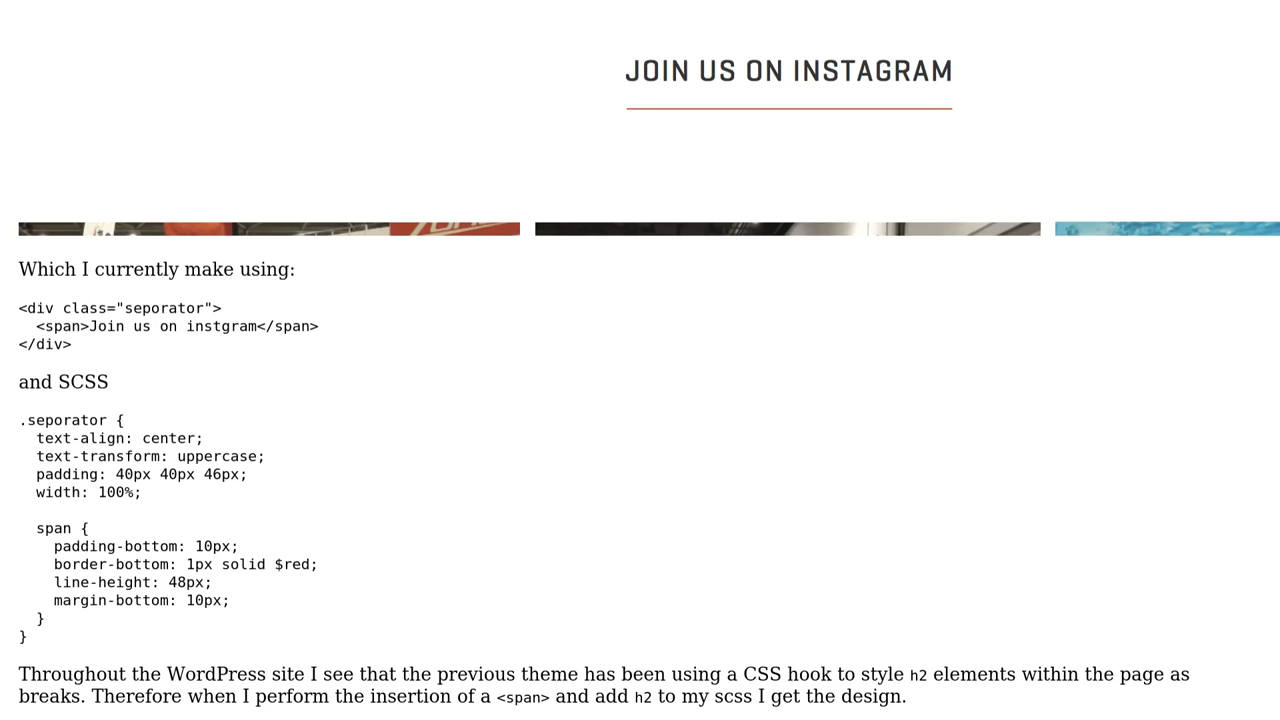 JOIN US ON INSTAGRAM
Which I currently make using:
<div class="seporator">
  <span>Join us on instgram</span>
</div>
and SCSS
.seporator {
  text-align: center;
  text-transform: uppercase;
  padding: 40px 40px 46px;
  width: 100%;

  span {
    padding-bottom: 10px;
    border-bottom: 1px solid $red;
    line-height: 48px;
    margin-bottom: 10px;
  }
}
Throughout the WordPress site I see that the previous theme has been using a CSS hook to style h2 elements within the page as
breaks. Therefore when I perform the insertion of a <span> and add h2 to my scss I get the design.